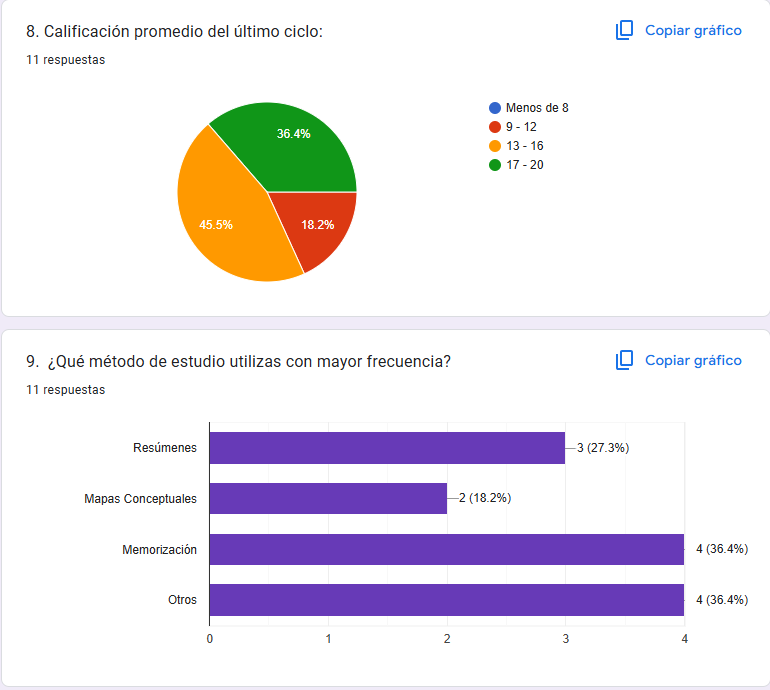 8. Calificación promedio del último ciclo:
Copiar gráfico
11 respuestas
Menos de 8
9 - 12
13 - 16
17 - 20
36.4%
45.5%
18.2%
9. ¿Qué método de estudio utilizas con mayor frecuencia?
Copiar gráfico
11 respuestas
Resúmenes
3 (27.3%)
Mapas Conceptuales
2 (18.2%)
Memorización
4 (36.4%)
Otros
4 (36.4%)
0 1 2 3 4